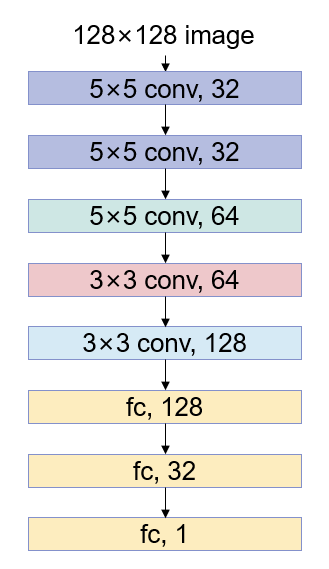 128×128 image
5×5 conv, 32
5×5 conv, 32
5×5 conv, 64
3×3 conv, 64
3×3 conv, 128
fc, 128
fc, 32
fc, 1